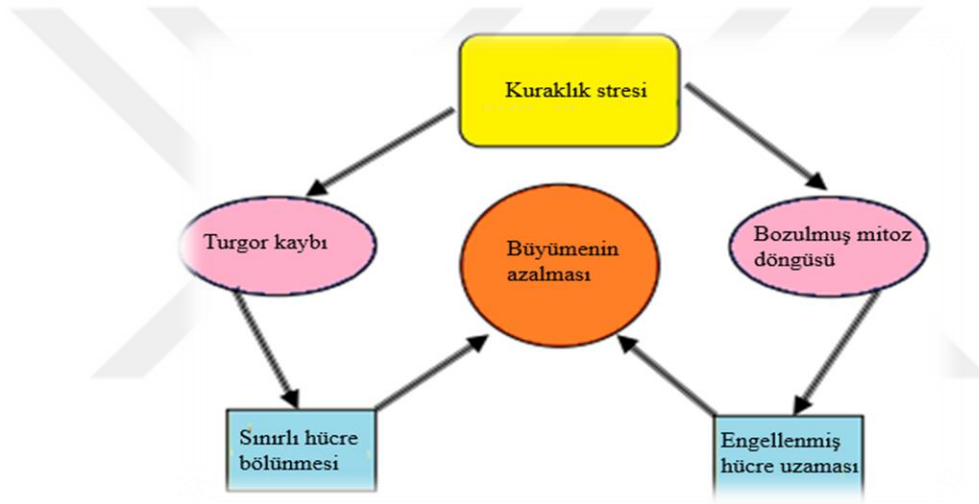 Kuraklık stresi
Turgor kaybı
Büyümenin
azalması
Bozulmuş mitoz
döngüsü
Sınırlı hücre
bölünmesi
Engellenmiş
hücre uzaması